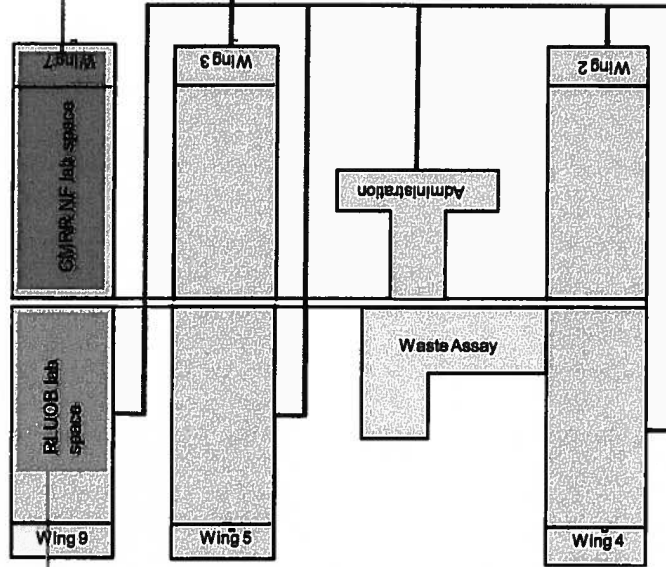 Wing 7
Wing 3
Wing 2
CMRR NF lab space
Administration
Waste Assay
RLUOB lab
space
Wing 9
Wing 5
Wing 4